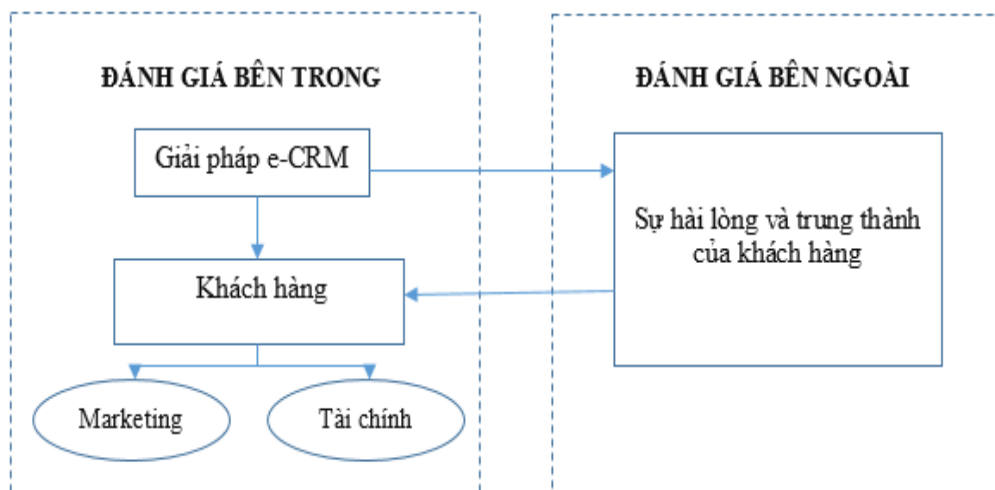 ĐÁNH GIÁ BÊN TRONG
Giải pháp e-CRM
Khách hàng
Marketing
Tài chính
ĐÁNH GIÁ BÊN NGOÀI
Sự hài lòng và trung thành
của khách hàng